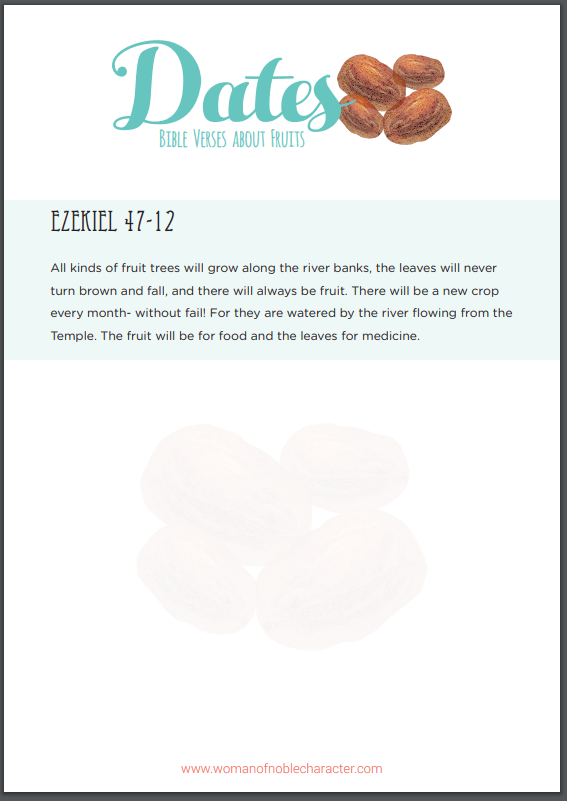 Dates
Bible Verses about Fruits
EZEKIEL 47-12
All kinds of fruit trees will grow along the river banks, the leaves will never
turn brown and fall, and there will always be fruit. There will be a new crop
every month- without fail! For they are watered by the river flowing from the
Temple. The fruit will be for food and the leaves for medicine.
www.womanofnoblecharacter.com